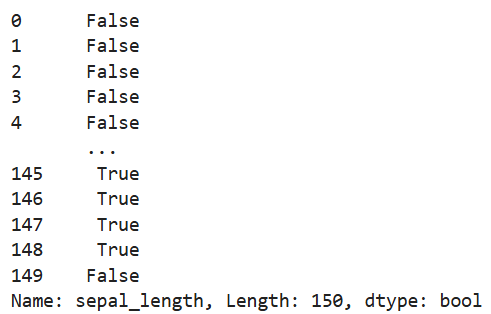 0      False
1      False
2      False
3      False
4      False
       ...
145     True
146     True
147     True
148     True
149    False
Name: sepal_length, Length: 150, dtype: bool